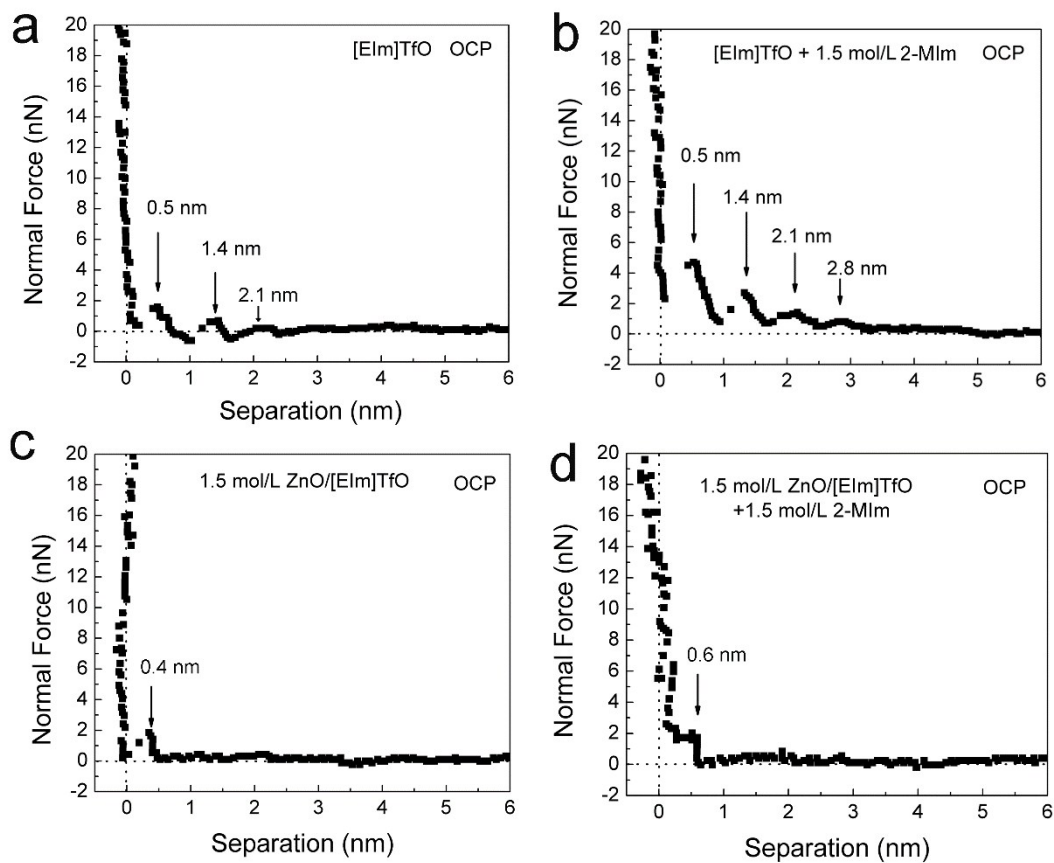 a
[EIm]TfO OCP
Normal Force (nN)
20
18
16
14
12
10
8
6
4
2
0
-2
0.5 nm
1.4 nm
2.1 nm
0 1 2 3 4 5 6
Separation (nm)
b
[EIm]TfO + 1.5 mol/L 2-MIm OCP
Normal Force (nN)
20
18
16
14
12
10
8
6
4
2
0
-2
0.5 nm
1.4 nm
2.1 nm
2.8 nm
0 1 2 3 4 5 6
Separation (nm)
c
1.5 mol/L ZnO/[EIm]TfO OCP
Normal Force (nN)
20
18
16
14
12
10
8
6
4
2
0
-2
0.4 nm
0 1 2 3 4 5 6
Separation (nm)
d
1.5 mol/L ZnO/[EIm]TfO OCP
+1.5 mol/L 2-MIm
Normal Force (nN)
20
18
16
14
12
10
8
6
4
2
0
-2
0.6 nm
0 1 2 3 4 5 6
Separation (nm)